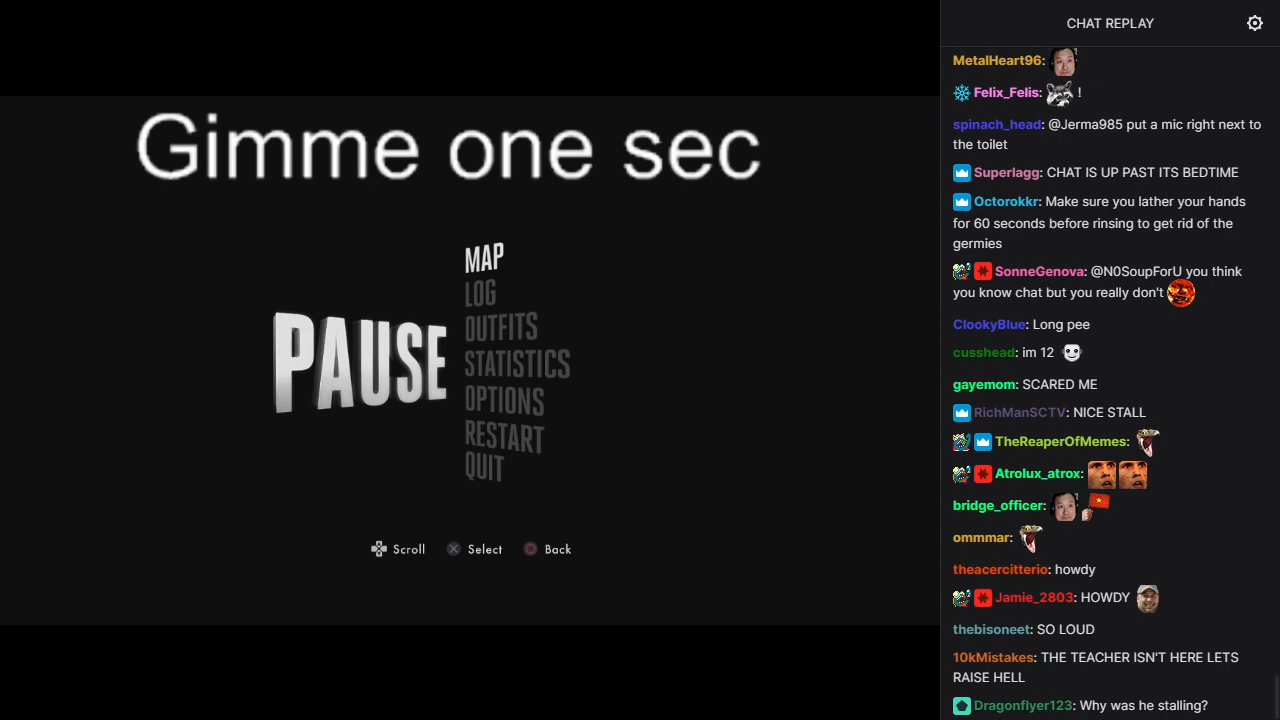 Gimme one sec
PAUSE
MAP
LOG
OUTFITS
STATISTICS
OPTIONS
RESTART
QUIT
Scroll
Select
Back
CHAT REPLAY
MetalHeart96:
Felix_Felis: !
spinach_head: @Jerma985 put a mic right next to
the toilet
Superlagg: CHAT IS UP PAST ITS BEDTIME
Octorokkr: Make sure you lather your hands
for 60 seconds before rinsing to get rid of the
germies
SonneGenova: @N0SoupForU you think
you know chat but you really don't
ClookyBlue: Long pee
cusshead: im 12
gayemom: SCARED ME
RichManSCTV: NICE STALL
TheReaperOfMemes:
Atrolux_atrox:
bridge_officer:
ommmar:
theacercitterio: howdy
Jamie_2803: HOWDY
thebisoneet: SO LOUD
10kMistakes: THE TEACHER ISN'T HERE LETS
RAISE HELL
Dragonflyer123: Why was he stalling?